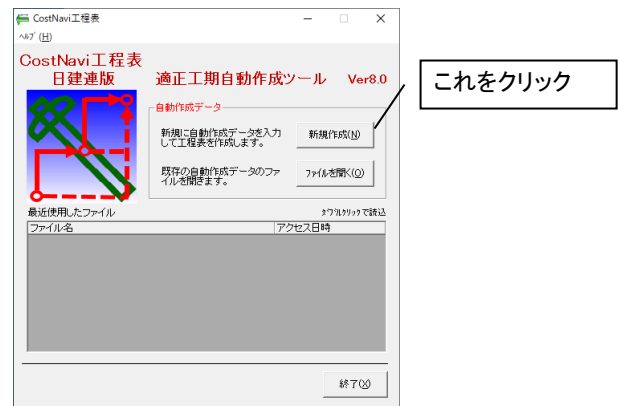 CostNavi工程表
ﾍﾙﾌﾟ(H)
CostNavi工程表
日建連版 適正工期自動作成ツール Ver8.0
自動作成データ
新規に自動作成データを入力
して工程表を作成します。
新規作成(N)
既存の自動作成データのファ
イルを開きます。
ﾌｧｲﾙを開く(O)
最近使用したファイル ﾀﾞﾌﾞﾙｸﾘｯｸで読込
ファイル名 アクセス日時
終了(X)
これをクリック